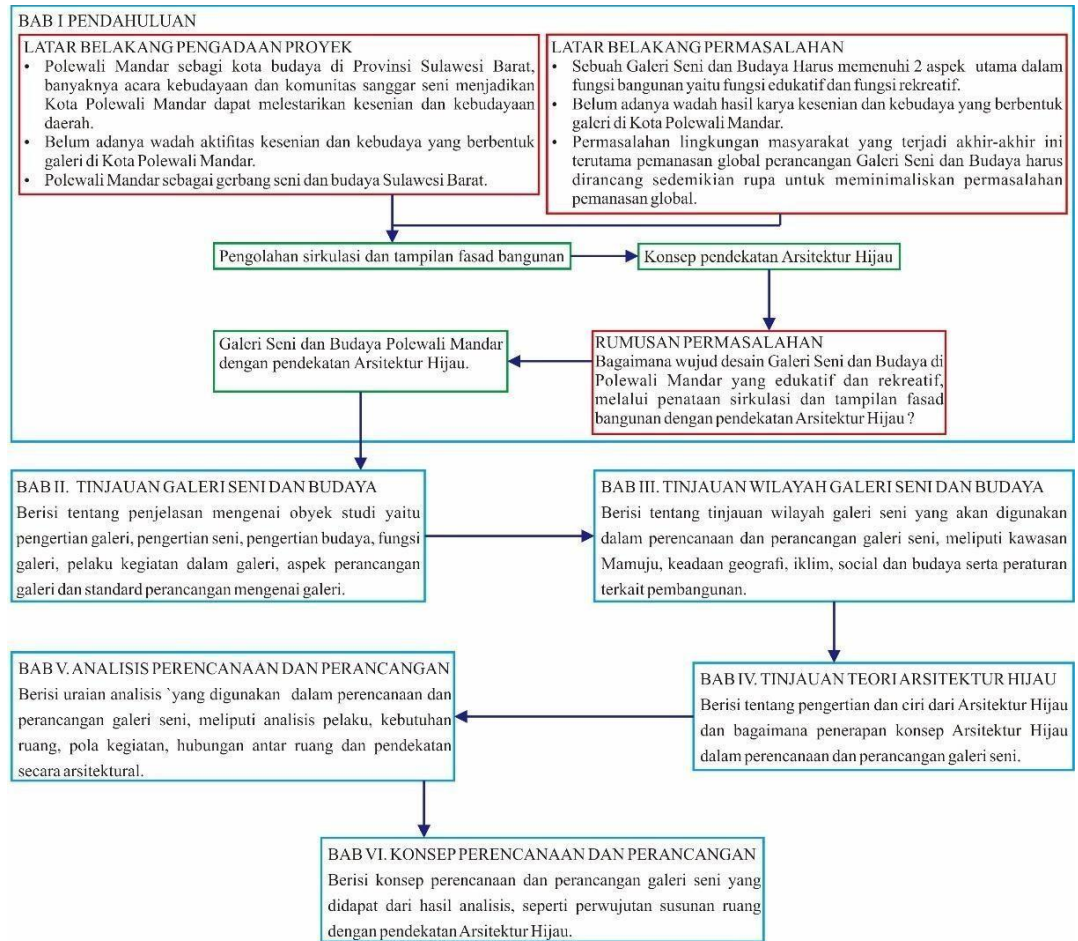 BAB I PENDAHULUAN
LATAR BELAKANG PENGADAAN PROYEK
• Polewali Mandar sebagai kota budaya di Provinsi Sulawesi Barat,
banyaknya acara kebudayaan dan komunitas sanggar seni menjadikan
Kota Polewali Mandar dapat melestarikan kesenian dan kebudayaan
daerah.
• Belum adanya wadah aktifitas kesenian dan kebudaya yang berbentuk
galeri di Kota Polewali Mandar.
• Polewali Mandar sebagai gerbang seni dan budaya Sulawesi Barat.
LATAR BELAKANG PERMASALAHAN
• Sebuah Galeri Seni dan Budaya Harus memenuhi 2 aspek utama dalam
fungsi bangunan yaitu fungsi edukatif dan fungsi rekreatif.
• Belum adanya wadah hasil karya kesenian dan kebudaya yang berbentuk
galeri di Kota Polewali Mandar.
• Permasalahan lingkungan masyarakat yang terjadi akhir-akhir ini
terutama pemanasan global perancangan Galeri Seni dan Budaya harus
dirancang sedemikian rupa untuk meminimaliskan permasalahan
pemanasan global.
Pengolahan sirkulasi dan tampilan fasad bangunan
Konsep pendekatan Arsitektur Hijau
RUMUSAN PERMASALAHAN
Bagaimana wujud desain Galeri Seni dan Budaya di
Polewali Mandar yang edukatif dan rekreatif,
melalui penataan sirkulasi dan tampilan fasad
bangunan dengan pendekatan Arsitektur Hijau ?
Galeri Seni dan Budaya Polewali Mandar
dengan pendekatan Arsitektur Hijau.
BAB II. TINJAUAN GALERI SENI DAN BUDAYA
Berisi tentang penjelasan mengenai obyek studi yaitu
pengertian galeri, pengertian seni, pengertian budaya, fungsi
galeri, pelaku kegiatan dalam galeri, aspek perancangan
galeri dan standard perancangan mengenai galeri.
BAB III. TINJAUAN WILAYAH GALERI SENI DAN BUDAYA
Berisi tentang tinjauan wilayah galeri seni yang akan digunakan
dalam perencanaan dan perancangan galeri seni, meliputi kawasan
Mamuju, keadaan geografi, iklim, social dan budaya serta peraturan
terkait pembangunan.
BAB IV. TINJAUAN TEORI ARSITEKTUR HIJAU
Berisi tentang pengertian dan ciri dari Arsitektur Hijau
dan bagaimana penerapan konsep Arsitektur Hijau
dalam perencanaan dan perancangan galeri seni.
BAB V. ANALISIS PERENCANAAN DAN PERANCANGAN
Berisi uraian analisis `yang digunakan dalam perencanaan dan
perancangan galeri seni, meliputi analisis pelaku, kebutuhan
ruang, pola kegiatan, hubungan antar ruang dan pendekatan
secara arsitektural.
BAB VI. KONSEP PERENCANAAN DAN PERANCANGAN
Berisi konsep perencanaan dan perancangan galeri seni yang
didapat dari hasil analisis, seperti perwujutan susunan ruang
dengan pendekatan Arsitektur Hijau.